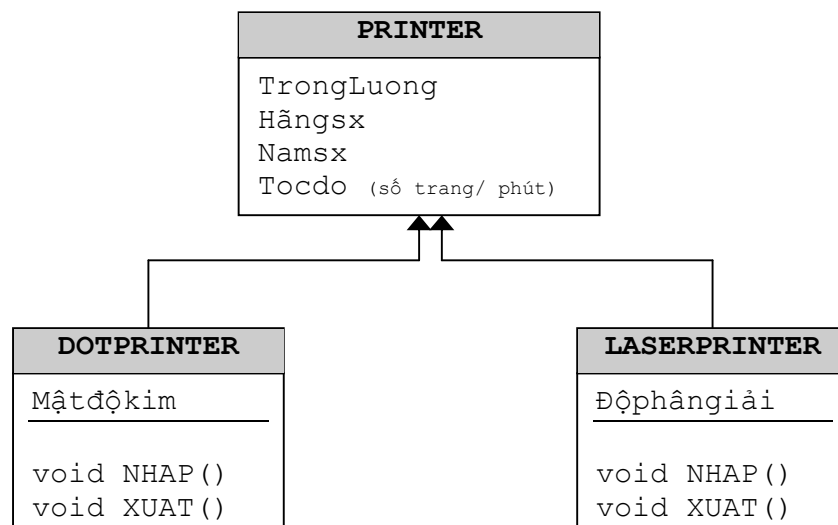 PRINTER
TrongLuong
Hãngsx
Namsx
Tocdo (số trang/ phút)
DOTPRINTER
Mậtđộkim
void NHAP()
void XUAT()
LASERPRINTER
Độphângiải
void NHAP()
void XUAT()